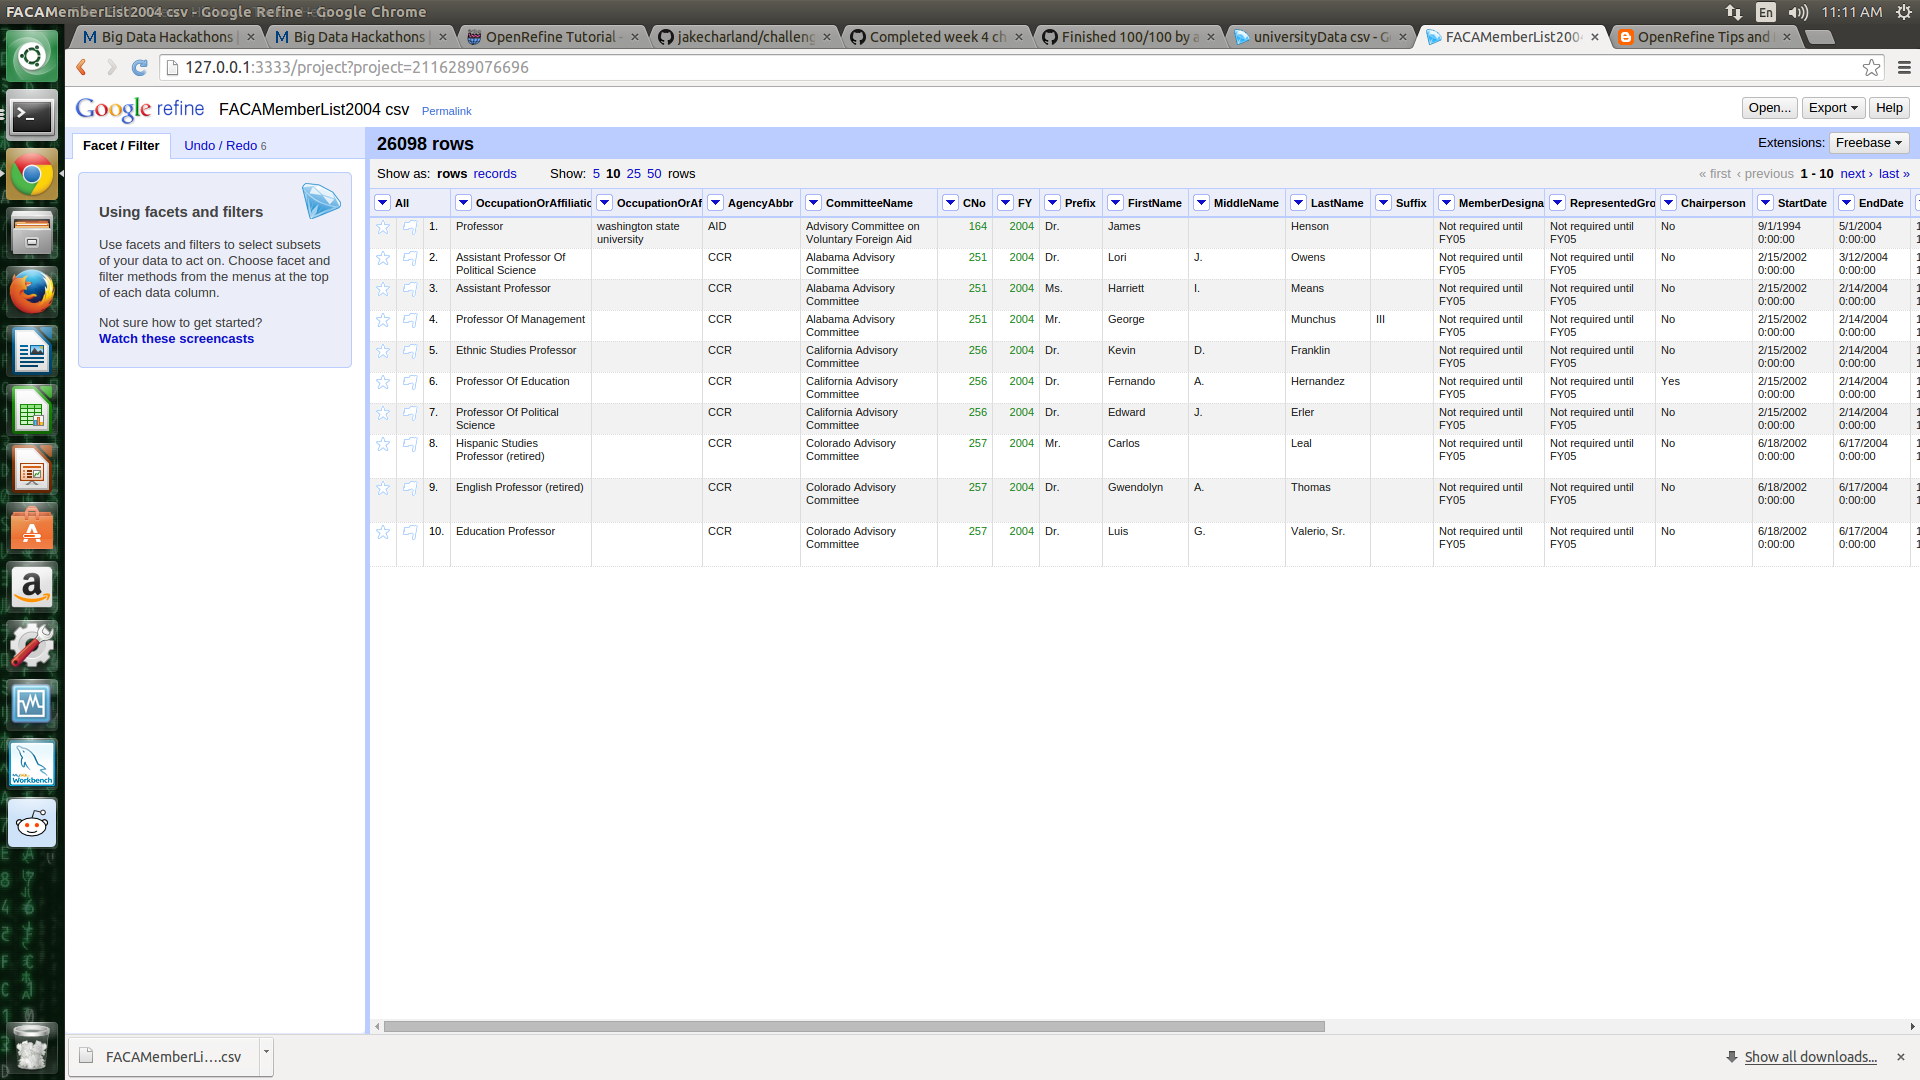 FACAMemberList2004 csv - Google Refine - Google Chrome
En
11:11 AM
Big Data Hackathons
Big Data Hackathons
OpenRefine Tutorial -
jakecharland/challeng
Completed week 4 ch
Finished 100/100 by a
universityData csv - G
FACAMemberList200
OpenRefine Tips and
127.0.0.1:3333/project?project=2116289076696
Google refine
FACAMemberList2004 csv
Permalink
Open...
Export
Help
Facet / Filter
Undo / Redo 6
26098 rows
Extensions:
Freebase
Show as: rows records
Show: 5 10 25 50 rows
« first ‹ previous 1 - 10 next › last »
Using facets and filters
Use facets and filters to select subsets
of your data to act on. Choose facet and
filter methods from the menus at the top
of each data column.
Not sure how to get started?
Watch these screencasts
All OccupationOrAffiliatio OccupationOrAf AgencyAbbr CommitteeName CNo FY Prefix FirstName MiddleName LastName Suffix MemberDesigna RepresentedGro Chairperson StartDate EndDate
1. Professor washington state AID Advisory Committee on 164 2004 Dr. James Henson Not required until Not required until No 9/1/1994 5/1/2004
university Voluntary Foreign Aid FY05 FY05 0:00:00 0:00:00
2. Assistant Professor Of CCR Alabama Advisory 251 2004 Dr. Lori J. Owens Not required until Not required until No 2/15/2002 3/12/2004
Political Science Committee FY05 FY05 0:00:00 0:00:00
3. Assistant Professor CCR Alabama Advisory 251 2004 Ms. Harriett I. Means Not required until Not required until No 2/15/2002 2/14/2004
Committee FY05 FY05 0:00:00 0:00:00
4. Professor Of Management CCR Alabama Advisory 251 2004 Mr. George Munchus III Not required until Not required until No 2/15/2002 2/14/2004
Committee FY05 FY05 0:00:00 0:00:00
5. Ethnic Studies Professor CCR California Advisory 256 2004 Dr. Kevin D. Franklin Not required until Not required until No 2/15/2002 2/14/2004
Committee FY05 FY05 0:00:00 0:00:00
6. Professor Of Education CCR California Advisory 256 2004 Dr. Fernando A. Hernandez Not required until Not required until Yes 2/15/2002 2/14/2004
Committee FY05 FY05 0:00:00 0:00:00
7. Professor Of Political CCR California Advisory 256 2004 Dr. Edward J. Erler Not required until Not required until No 2/15/2002 2/14/2004
Science Committee FY05 FY05 0:00:00 0:00:00
8. Hispanic Studies CCR Colorado Advisory 257 2004 Mr. Carlos Leal Not required until Not required until No 6/18/2002 6/17/2004
Professor (retired) Committee FY05 FY05 0:00:00 0:00:00
9. English Professor (retired) CCR Colorado Advisory 257 2004 Dr. Gwendolyn A. Thomas Not required until Not required until No 6/18/2002 6/17/2004
Committee FY05 FY05 0:00:00 0:00:00
10. Education Professor CCR Colorado Advisory 257 2004 Dr. Luis G. Valerio, Sr. Not required until Not required until No 6/18/2002 6/17/2004
Committee FY05 FY05 0:00:00 0:00:00
Workbench
FACAMemberLi....csv
Show all downloads...